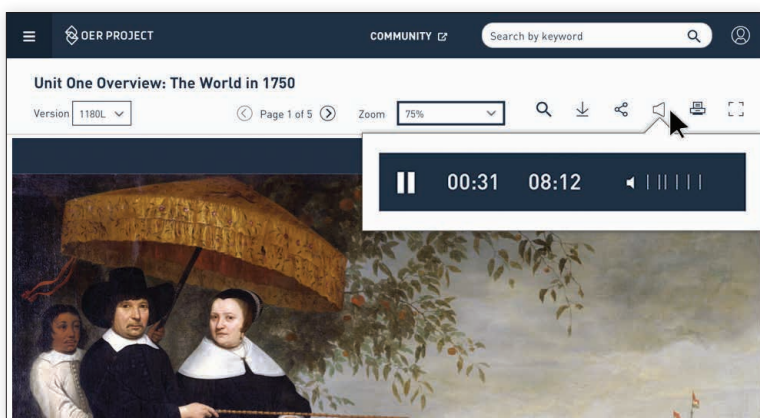 OER PROJECT
COMMUNITY
Search by keyword
Unit One Overview: The World in 1750
Version 1180L
Page 1 of 5
Zoom 75%
00:31 08:12